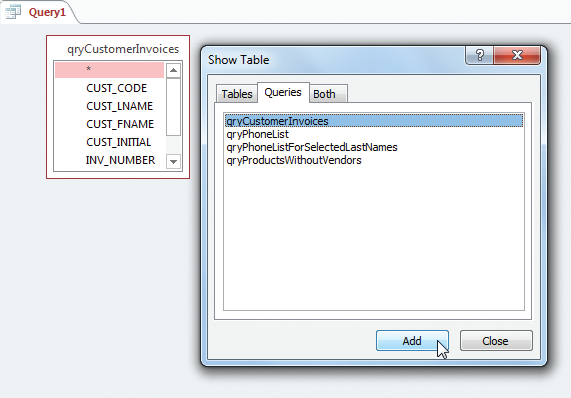 Query1
qryCustomerInvoices
*
CUST_CODE
CUST_LNAME
CUST_FNAME
CUST_INITIAL
INV_NUMBER
Show Table
?
Tables Queries Both
qryCustomerInvoices
qryPhoneList
qryPhoneListForSelectedLastNames
qryProductsWithoutVendors
Add Close